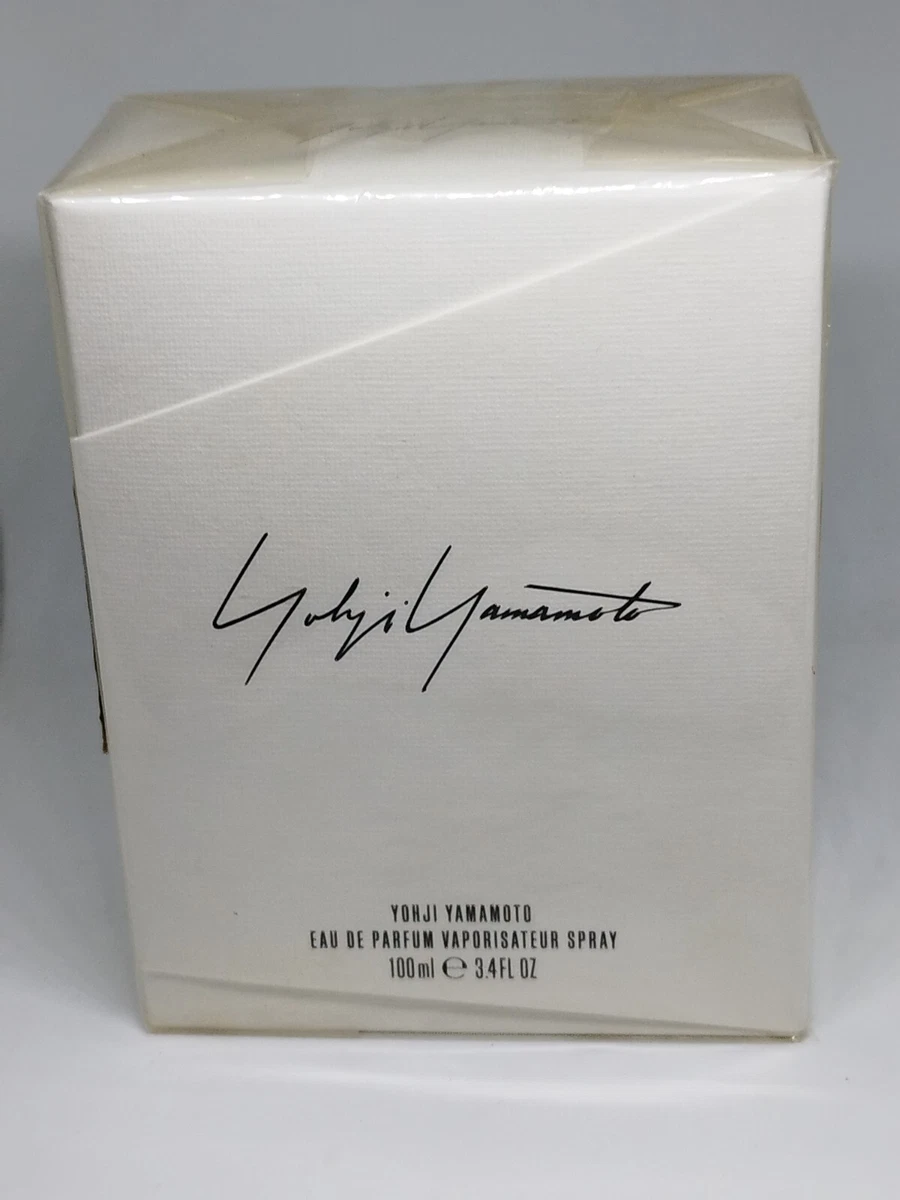 Yohji Yamamoto
YOHJI YAMAMOTO
EAU DE PARFUM VAPORISATEUR SPRAY
100ml ℮ 3.4FL OZ